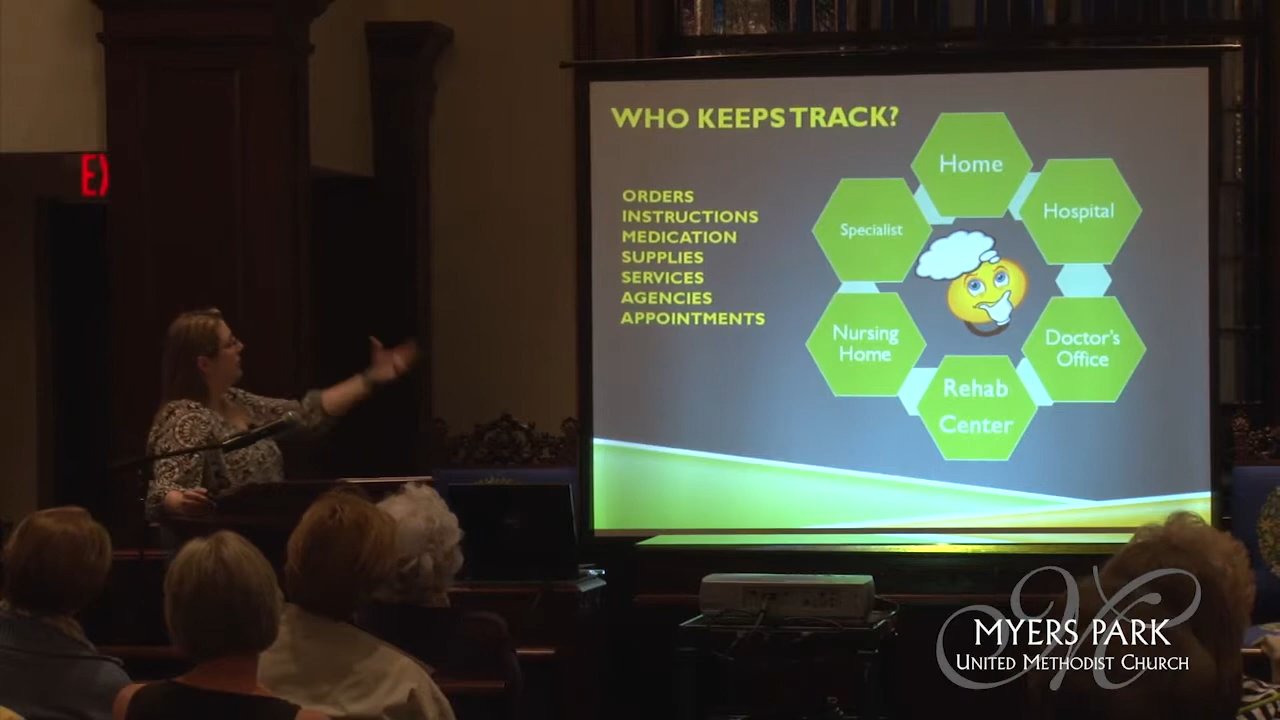 WHO KEEPS TRACK?
ORDERS
INSTRUCTIONS
MEDICATION
SUPPLIES
SERVICES
AGENCIES
APPOINTMENTS
Home
Hospital
Doctor's
Office
Rehab
Center
Nursing
Home
Specialist
MYERS PARK
UNITED METHODIST CHURCH